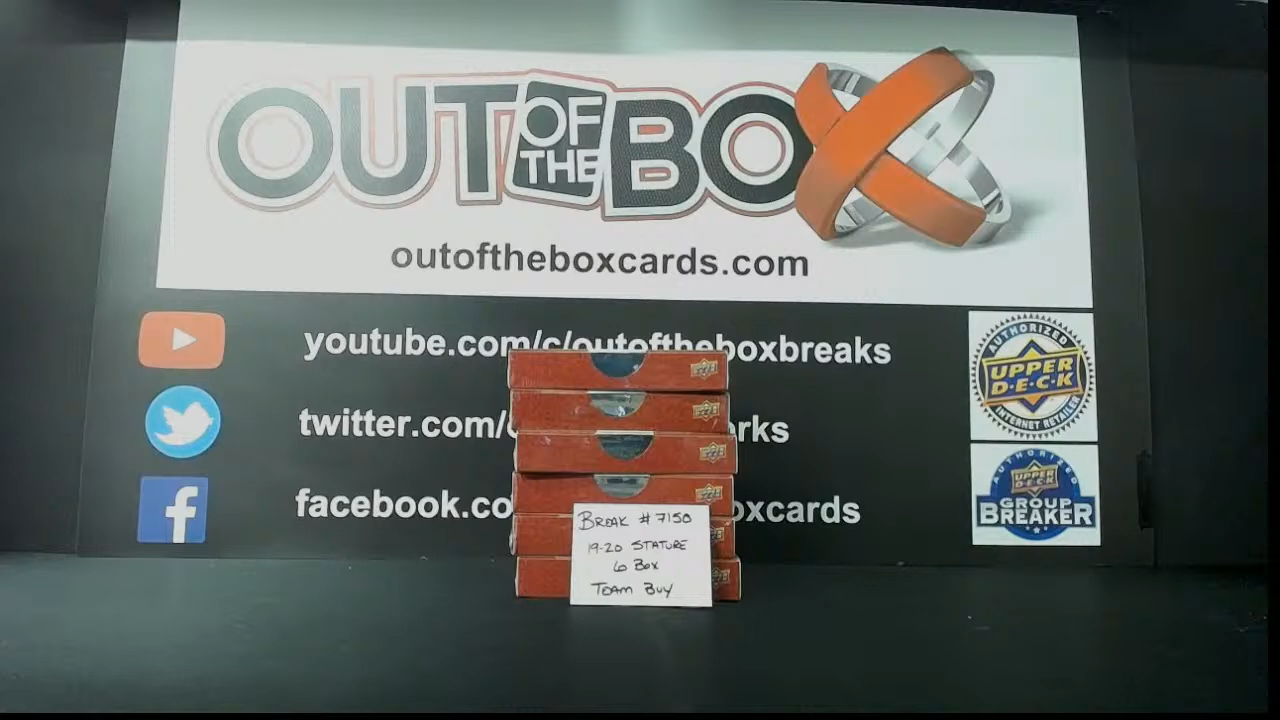 OUT OF THE BOX
outoftheboxcards.com
youtube.com/c/outoftheboxbreaks
twitter.com/
rks
facebook.co
oxcards
AUTHORIZED
UPPER
D·E·C·K
INTERNET RETAILER
AUTHORIZED
UPPER
DECK
GROUP
BREAKER
BREAK # 7150
19-20 STATURE
6 BOX
TEAM BUY